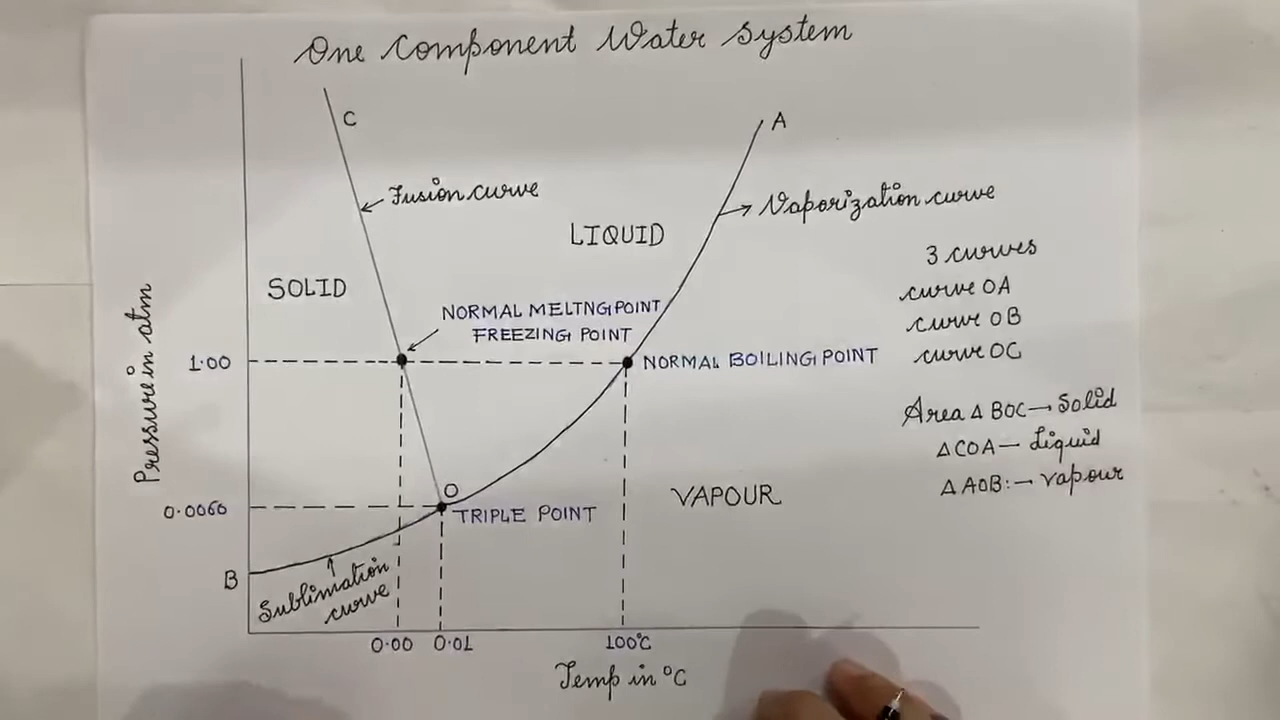 One Component Water System
C
A
Fusion curve
Vaporization curve
LIQUID
3 curves
SOLID
curve OA
NORMAL MELTNG POINT
FREEZING POINT
curve OB
curve OC
1.00
NORMAL BOILING POINT
Pressure in atm
Area Δ BOC → Solid
Δ COA — Liquid
Δ AOB:→ vapour
O
VAPOUR
0.0060
TRIPLE POINT
B
Sublimation
curve
0.00
0.01
100°C
Temp in °C